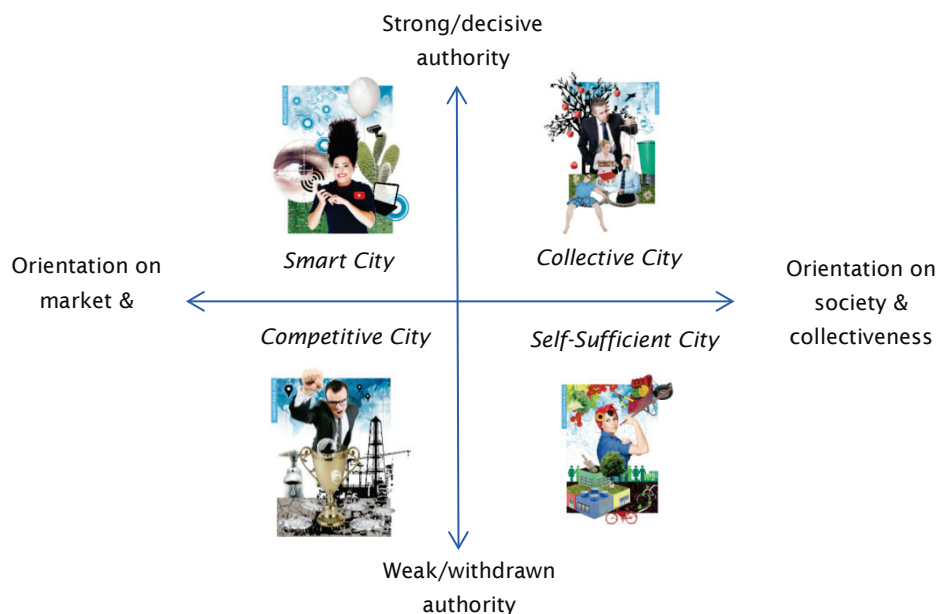 Strong/decisive
authority
Smart City
Collective City
Orientation on
market &
Orientation on
society &
collectiveness
Competitive City
Self-Sufficient City
Weak/withdrawn
authority